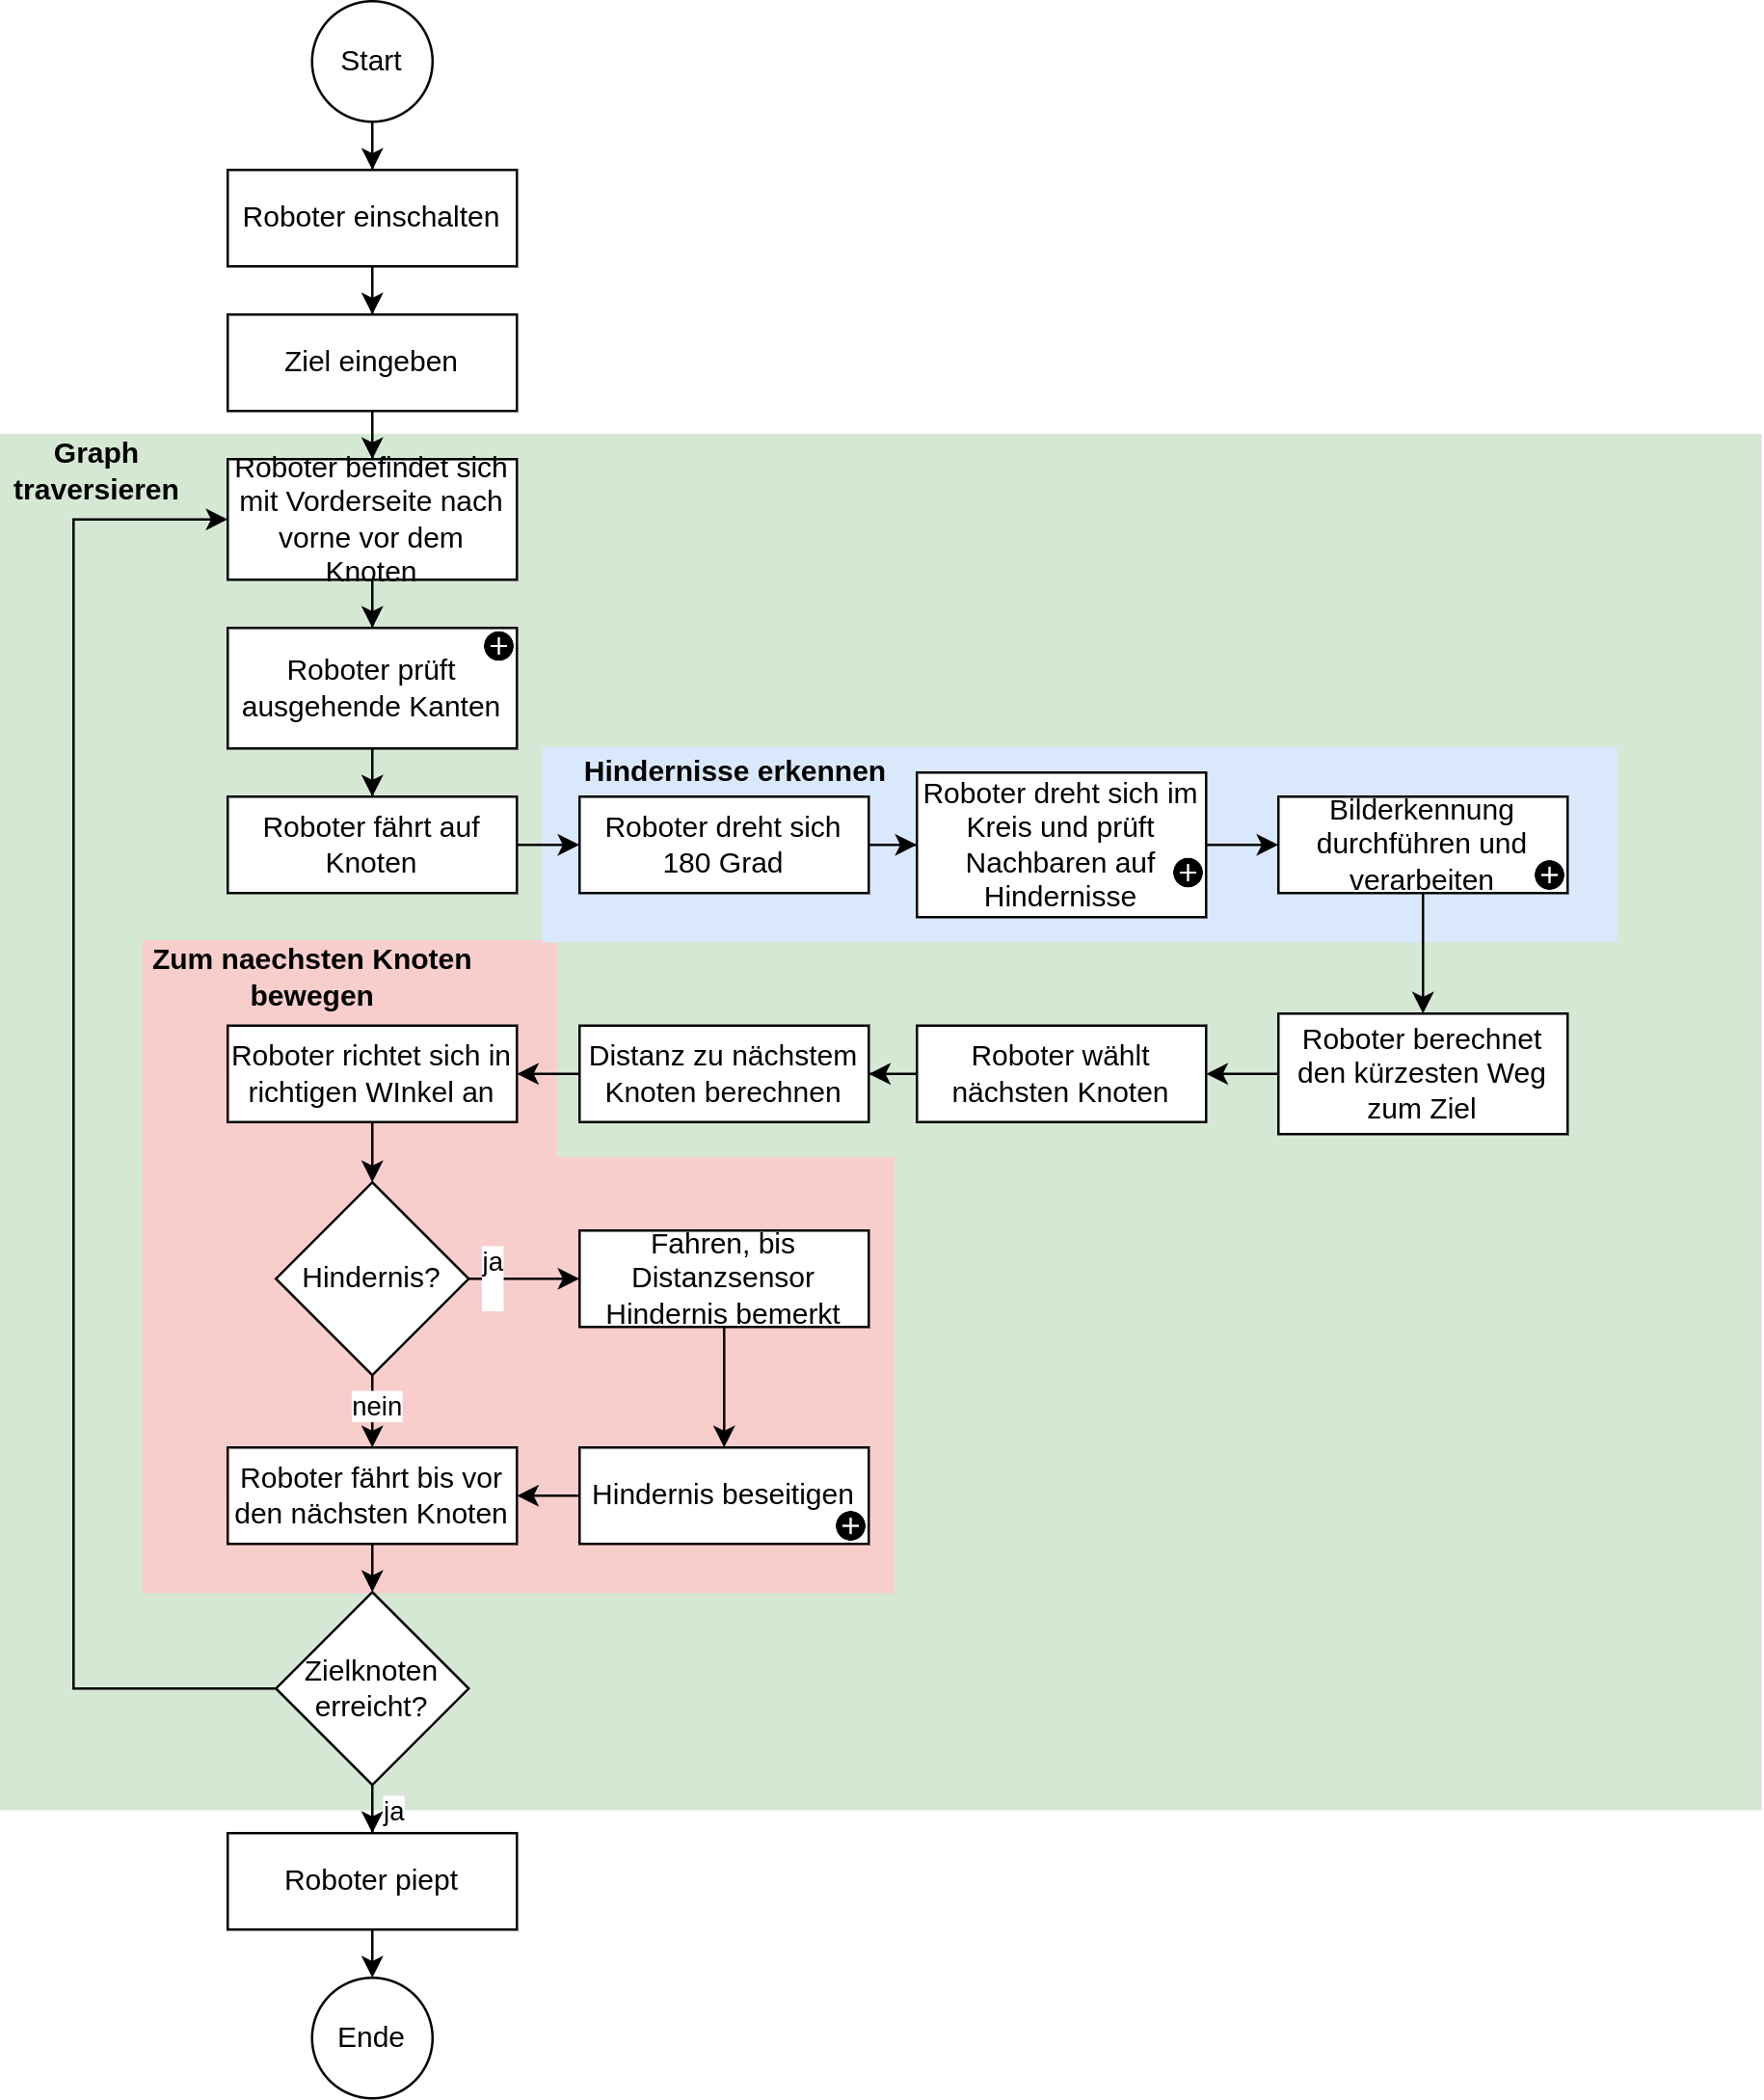 Start
Roboter einschalten
Ziel eingeben
Graph
traversieren
Roboter befindet sich
mit Vorderseite nach
vorne vor dem
Knoten
Roboter prüft
ausgehende Kanten
Roboter fährt auf
Knoten
Hindernisse erkennen
Roboter dreht sich
180 Grad
Roboter dreht sich im
Kreis und prüft
Nachbaren auf
Hindernisse
Bilderkennung
durchführen und
verarbeiten
Roboter berechnet
den kürzesten Weg
zum Ziel
Roboter wählt
nächsten Knoten
Distanz zu nächstem
Knoten berechnen
Zum naechsten Knoten
bewegen
Roboter richtet sich in
richtigen WInkel an
Hindernis?
ja
Fahren, bis
Distanzsensor
Hindernis bemerkt
nein
Hindernis beseitigen
Roboter fährt bis vor
den nächsten Knoten
Zielknoten
erreicht?
ja
Roboter piept
Ende